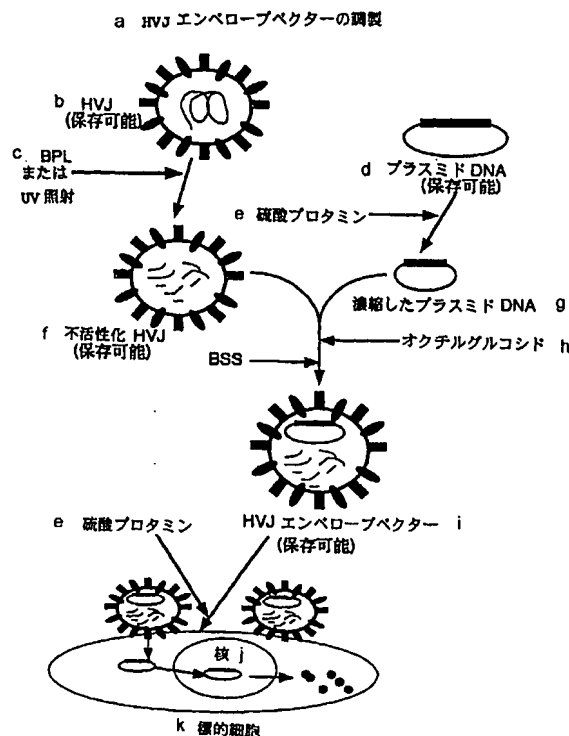 a HVJ エンベロープベクターの調製
b HVJ
(保存可能)
c. BPL
または
UV 照射
d プラスミド DNA
(保存可能)
e 硫酸プロタミン
濃縮したプラスミド DNA g
f 不活性化 HVJ
(保存可能)
オクチルグルコシド h
BSS
e 硫酸プロタミン
HVJ エンベロープベクター i
(保存可能)
核 j
k 標的細胞